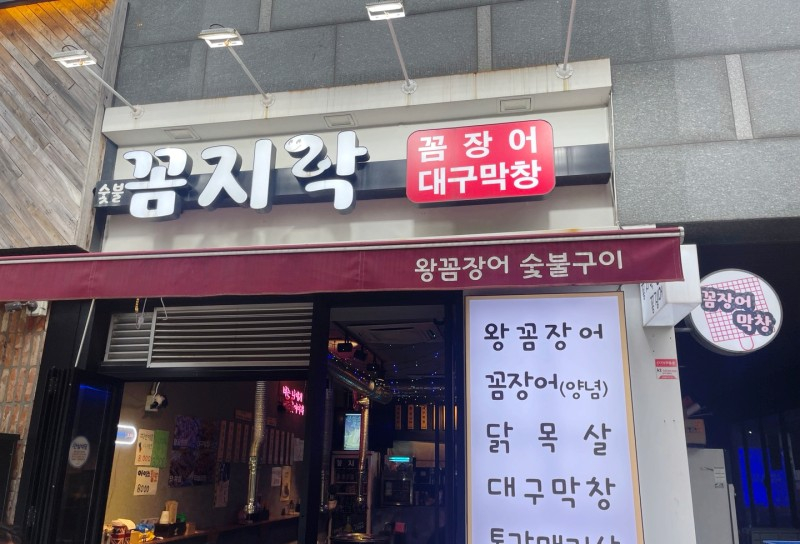 숯불 꼼지락
꼼장어
대구막창
왕꼼장어 숯불구이
꼼장어
막창
왕꼼장어
꼼장어(양념)
닭목살
대구막창